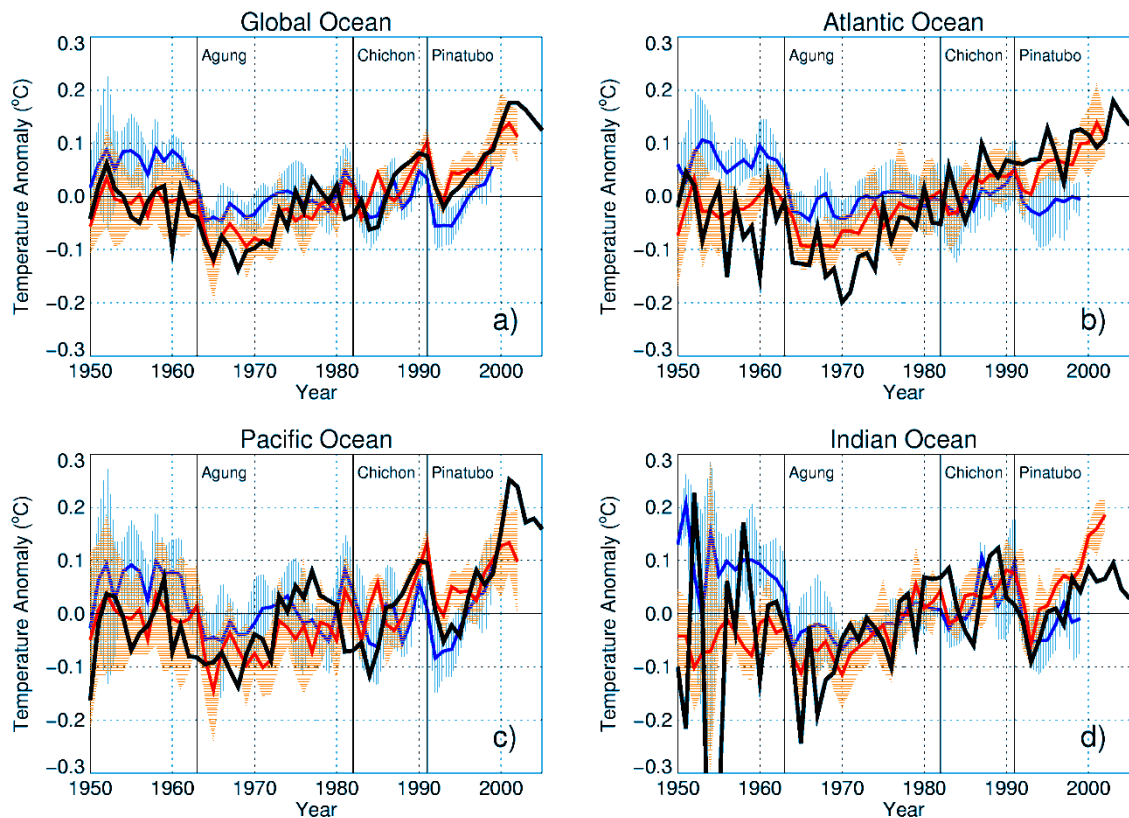 Global Ocean
Temperature Anomaly (°C)
0.3
0.2
0.1
0.0
−0.1
−0.2
−0.3
Agung
Chichon
Pinatubo
a)
1950 1960 1970 1980 1990 2000
Year
Atlantic Ocean
Temperature Anomaly (°C)
0.3
0.2
0.1
0.0
−0.1
−0.2
−0.3
Agung
Chichon
Pinatubo
b)
1950 1960 1970 1980 1990 2000
Year
Pacific Ocean
Temperature Anomaly (°C)
0.3
0.2
0.1
0.0
−0.1
−0.2
−0.3
Agung
Chichon
Pinatubo
c)
1950 1960 1970 1980 1990 2000
Year
Indian Ocean
Temperature Anomaly (°C)
0.3
0.2
0.1
0.0
−0.1
−0.2
−0.3
Agung
Chichon
Pinatubo
d)
1950 1960 1970 1980 1990 2000
Year